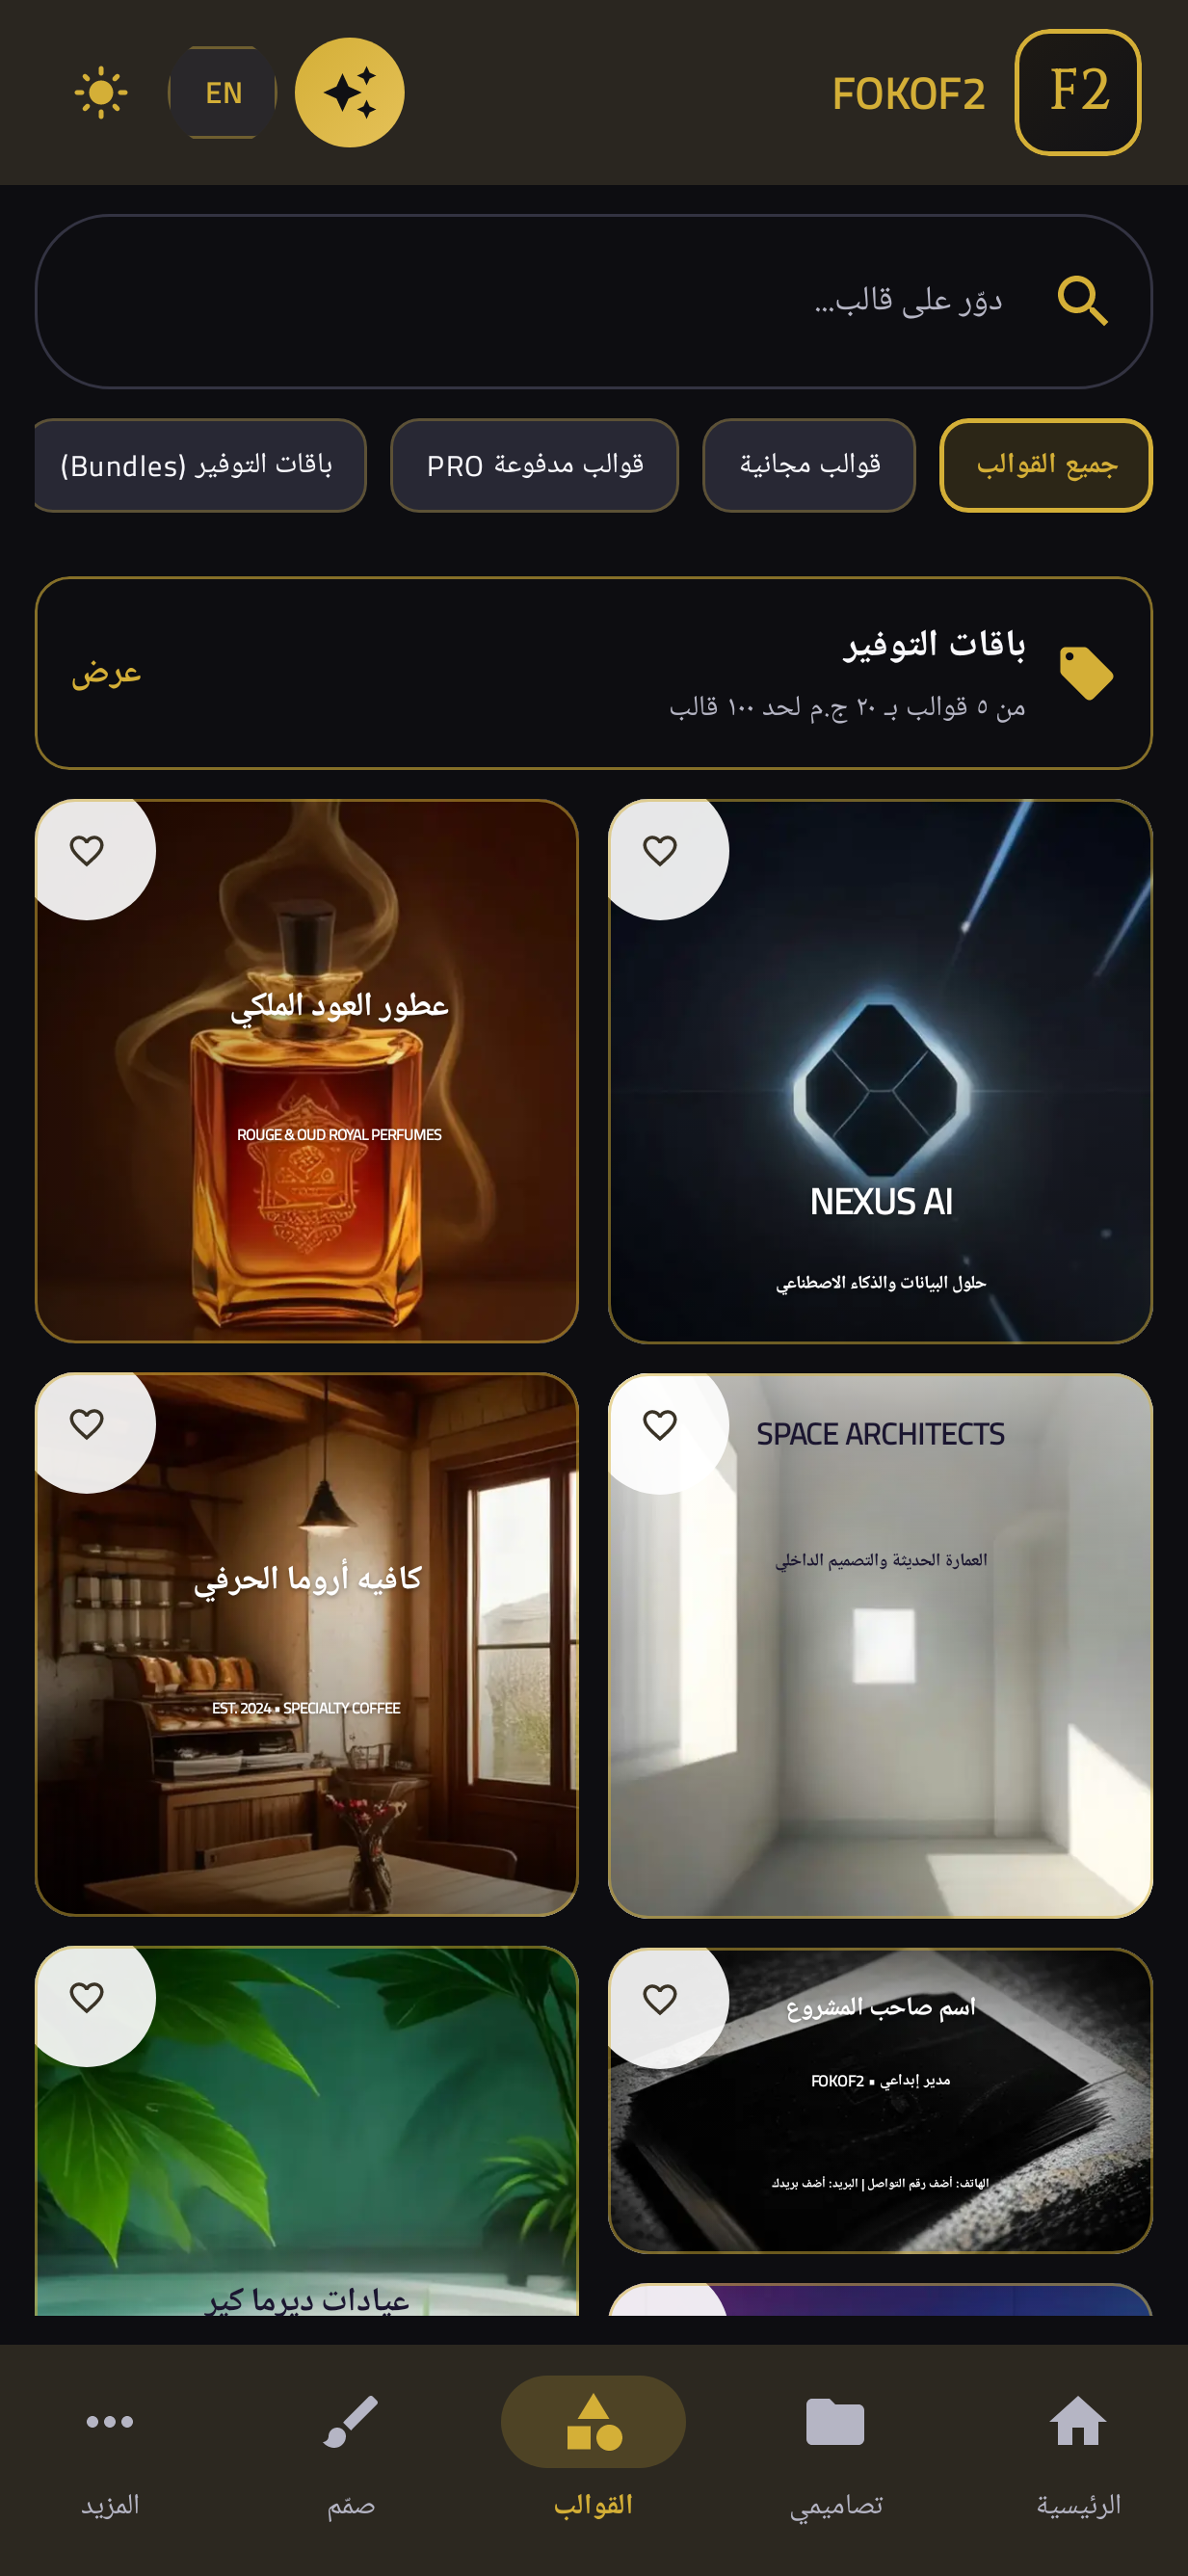 F2
FOKOF2
EN
دوّر على قالب...
جميع القوالب
قوالب مجانية
قوالب مدفوعة PRO
باقات التوفير (Bundles)
باقات التوفير
من ٥ قوالب بـ ٢٠ ج.م لحد ١٠٠ قالب
عرض
NEXUS AI
حلول البيانات والذكاء الاصطناعي
عطور العود الملكي
ROUGE & OUD ROYAL PERFUMES
SPACE ARCHITECTS
العمارة الحديثة والتصميم الداخلي
كافيه أروما الحرفي
EST. 2024 • SPECIALTY COFFEE
اسم صاحب المشروع
مدير إبداعي • FOKOF2
الهاتف: أضف رقم التواصل | البريد: أضف بريدك
عيادات ديرما كير
الرئيسية
تصاميمي
القوالب
صمّم
المزيد